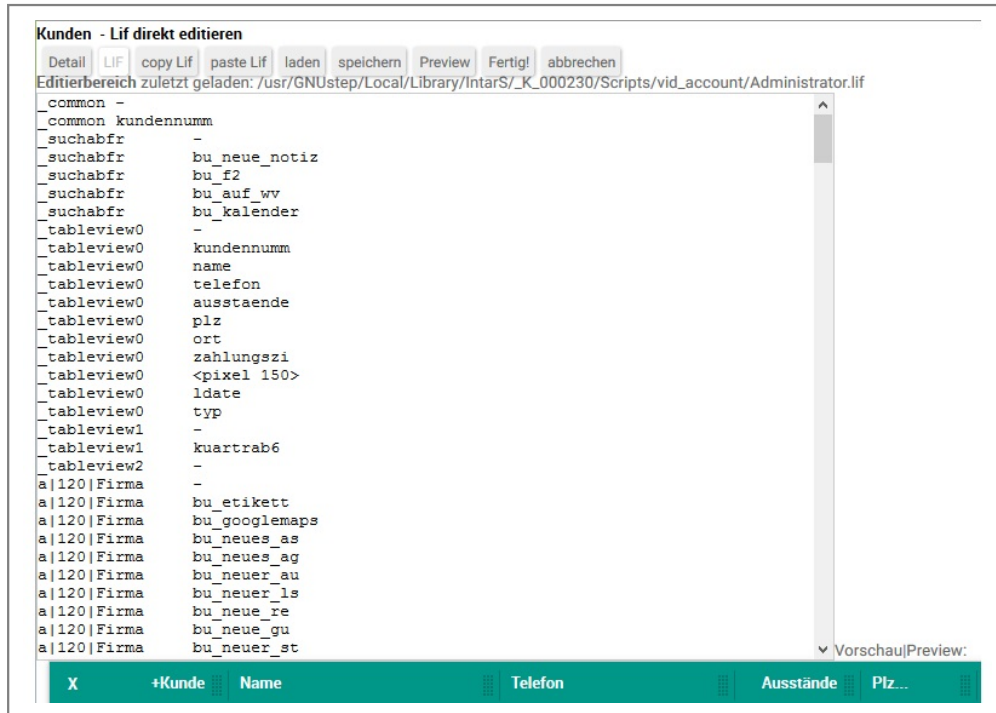 Kunden - Lif direkt editieren
Detail LIF copy Lif paste Lif laden speichern Preview Fertig! abbrechen
Editierbereich zuletzt geladen: /usr/GNUstep/Local/Library/IntarS/_K_000230/Scripts/vid_account/Administrator.lif
_common -
_common kundennumm
_suchabfr -
_suchabfr bu_neue_notiz
_suchabfr bu_f2
_suchabfr bu_auf_wv
_suchabfr bu_kalender
_tableview0 -
_tableview0 kundennumm
_tableview0 name
_tableview0 telefon
_tableview0 ausstaende
_tableview0 plz
_tableview0 ort
_tableview0 zahlungszi
_tableview0 <pixel 150>
_tableview0 ldate
_tableview0 typ
_tableview1 -
_tableview1 kuartrab6
_tableview2 -
a|120|Firma -
a|120|Firma bu_etikett
a|120|Firma bu_googlemaps
a|120|Firma bu_neues_as
a|120|Firma bu_neues_ag
a|120|Firma bu_neuer_au
a|120|Firma bu_neuer_ls
a|120|Firma bu_neue_re
a|120|Firma bu_neue_gu
a|120|Firma bu_neuer_st
Vorschau|Preview:
X +Kunde Name Telefon Ausstände Plz...